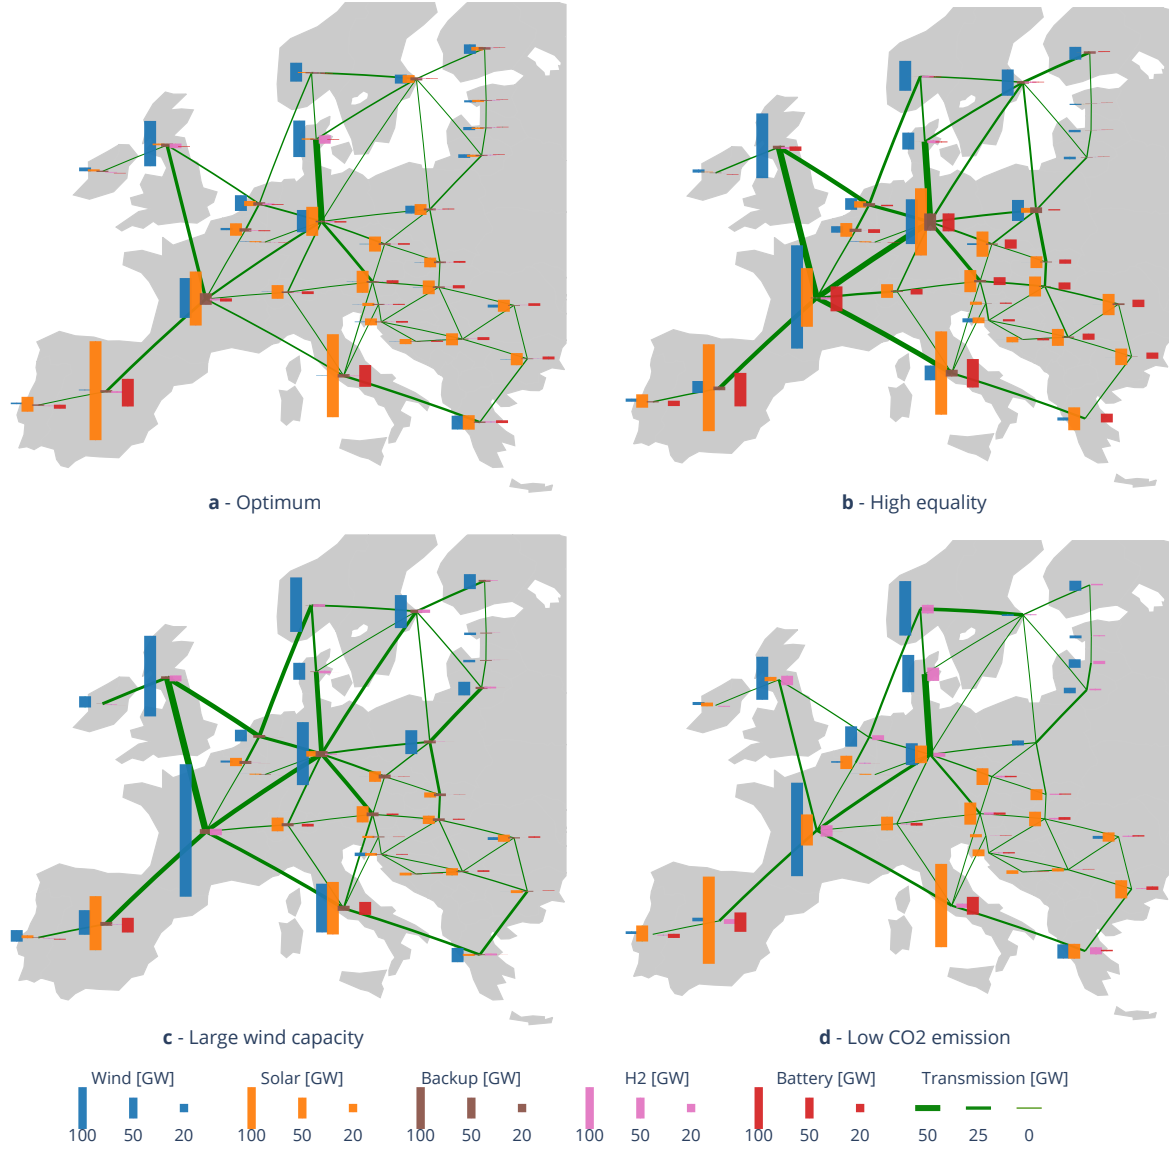 a - Optimum
b - High equality
c - Large wind capacity
d - Low CO2 emission
Wind [GW] Solar [GW] Backup [GW] H2 [GW] Battery [GW] Transmission [GW]
100 50 20 100 50 20 100 50 20 100 50 20 100 50 20 50 25 0